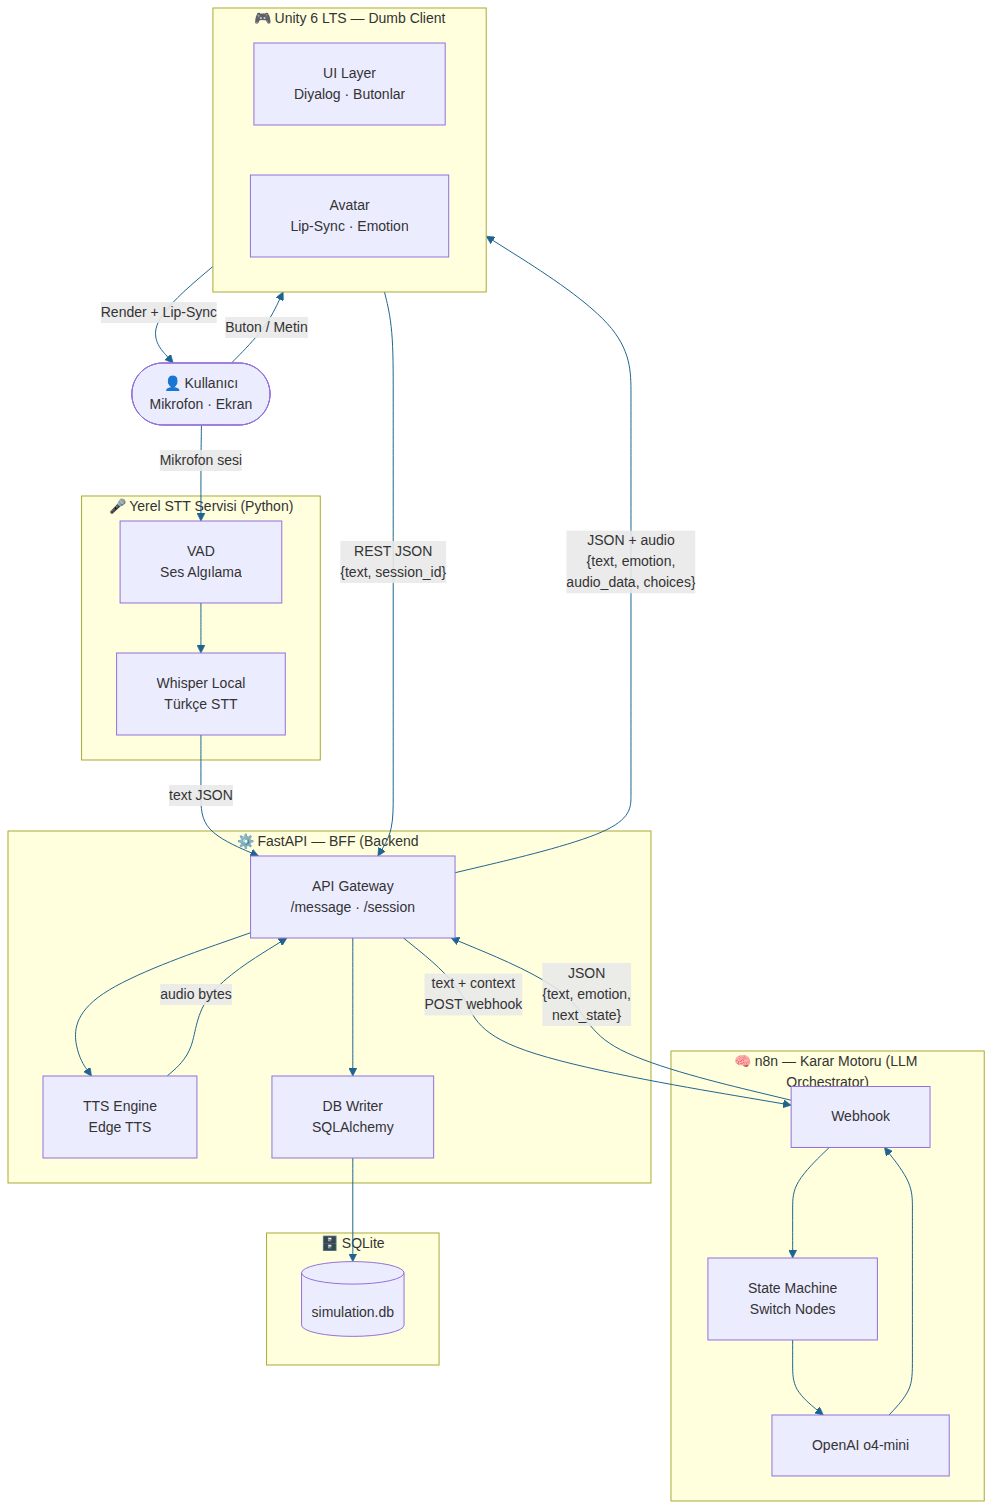 🎮 Unity 6 LTS — Dumb Client
UI Layer
Diyalog · Butonlar
Avatar
Lip-Sync · Emotion
Render + Lip-Sync
Buton / Metin
👤 Kullanıcı
Mikrofon · Ekran
Mikrofon sesi
🎤 Yerel STT Servisi (Python)
VAD
Ses Algılama
REST JSON
{text, session_id}
JSON + audio
{text, emotion,
audio_data, choices}
Whisper Local
Türkçe STT
text JSON
⚙️ FastAPI — BFF (Backend
API Gateway
/message · /session
audio bytes
text + context
POST webhook
JSON
{text, emotion,
next_state}
TTS Engine
Edge TTS
DB Writer
SQLAlchemy
🧠 n8n — Karar Motoru (LLM
Orchestrator)
Webhook
🗄️ SQLite
simulation.db
State Machine
Switch Nodes
OpenAI o4-mini